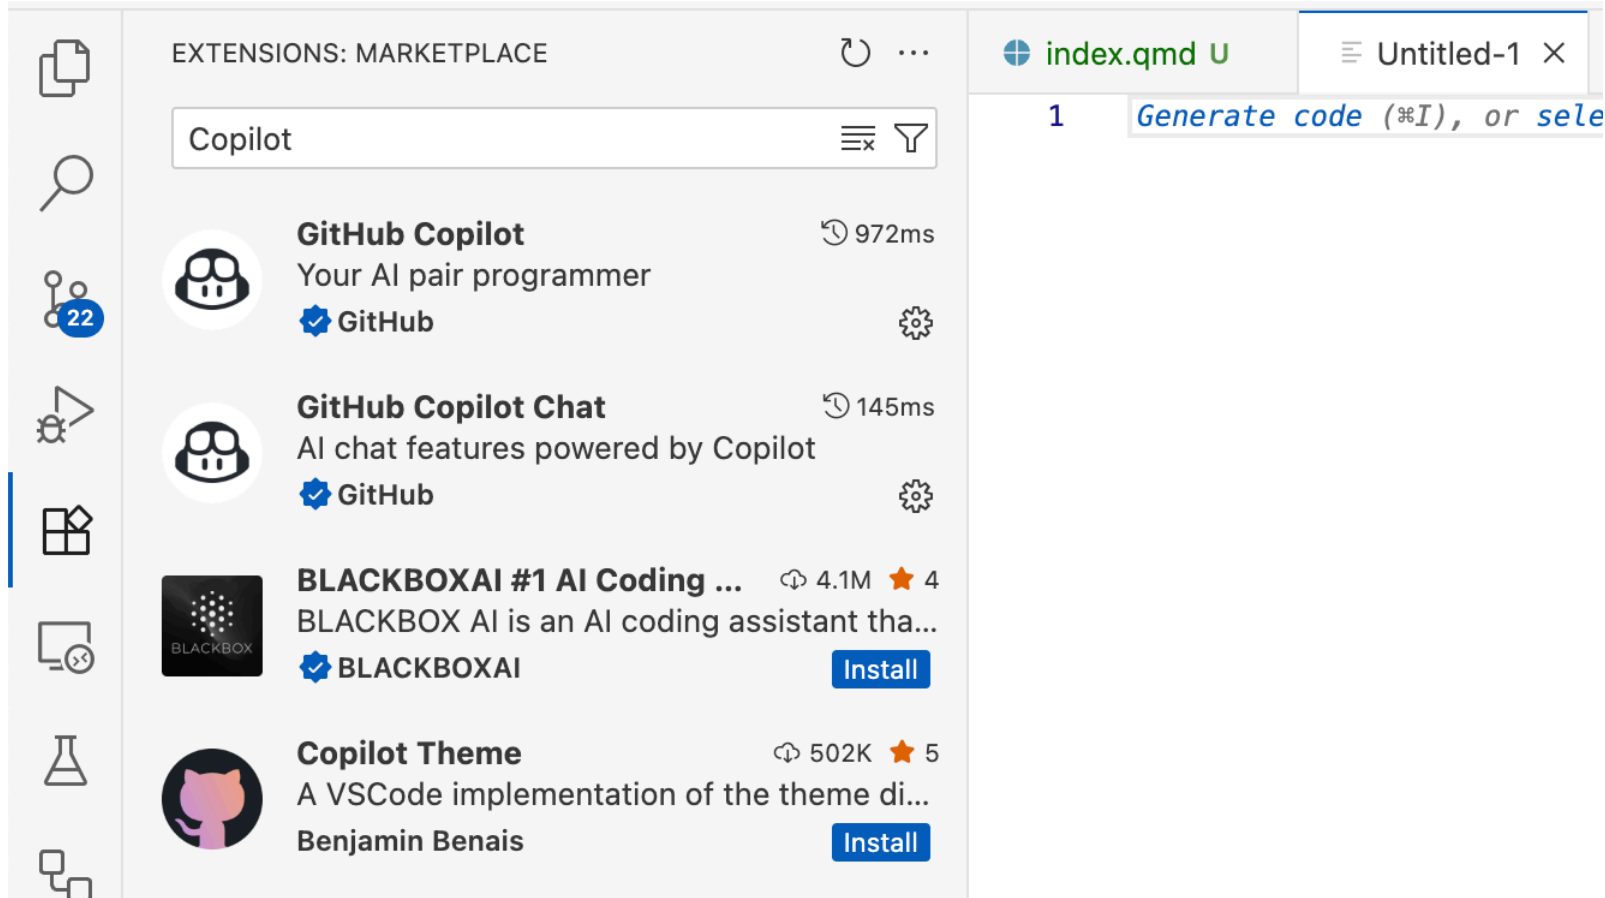 EXTENSIONS: MARKETPLACE
Copilot
GitHub Copilot
972ms
Your AI pair programmer
GitHub
GitHub Copilot Chat
145ms
AI chat features powered by Copilot
GitHub
BLACKBOX
BLACKBOXAI #1 AI Coding ...
4.1M
4
BLACKBOX AI is an AI coding assistant tha...
BLACKBOXAI
Install
Copilot Theme
502K
5
A VSCode implementation of the theme di...
Benjamin Benais
Install
22
index.qmd U
Untitled-1
1
Generate code (⌘I), or sele